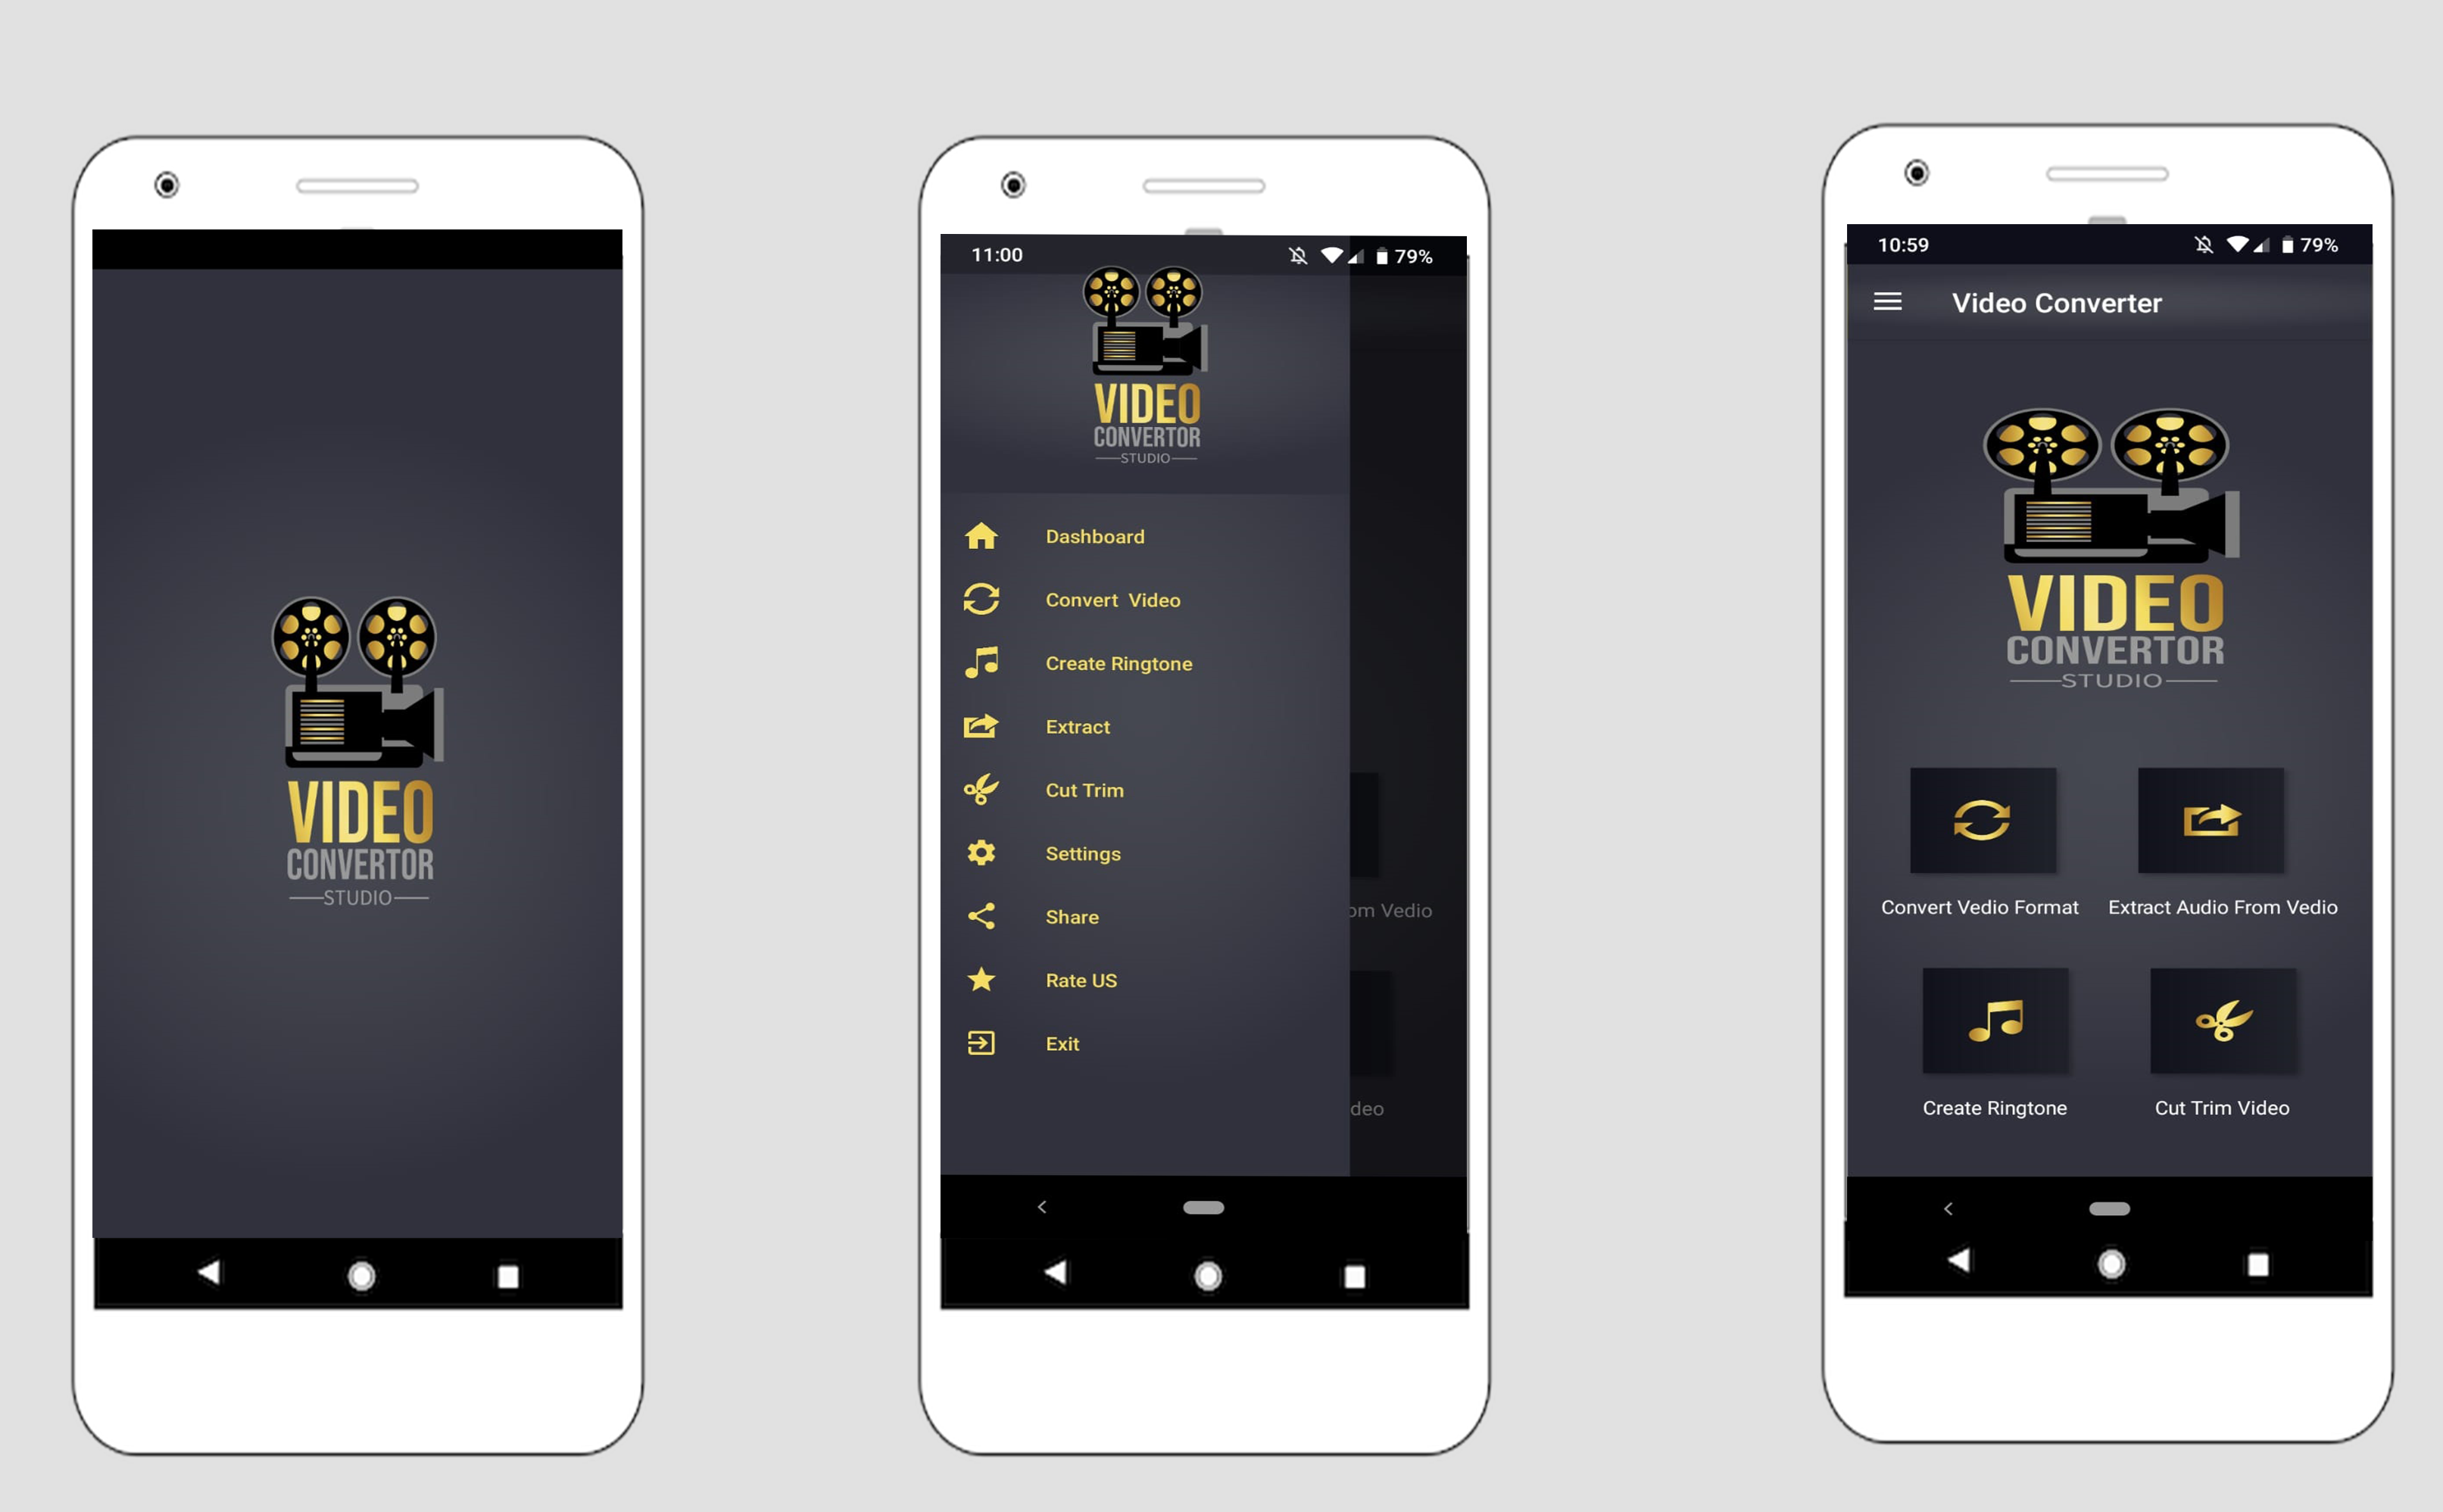 VIDEO
CONVERTOR
STUDIO
11:00
79%
VIDEO
CONVERTOR
STUDIO
Dashboard
Convert Video
Create Ringtone
Extract
Cut Trim
Settings
Share
Rate US
Exit
om Vedio
deo
10:59
79%
Video Converter
VIDEO
CONVERTOR
STUDIO
Convert Vedio Format
Extract Audio From Vedio
Create Ringtone
Cut Trim Video